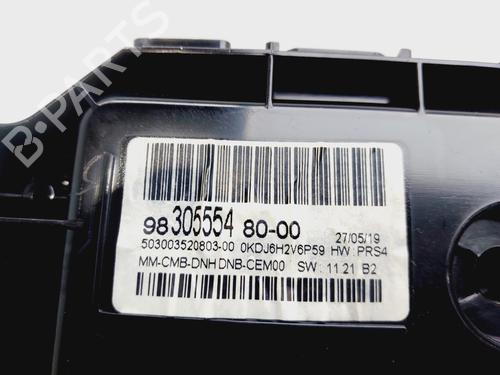 B-PARTS
98 305554 80-00
27/05/19
503003520803-00 0KDJ6H2V6P59 HW : PRS4
MM-CMB-DNH DNB-CEM00 SW : 11 21 B2